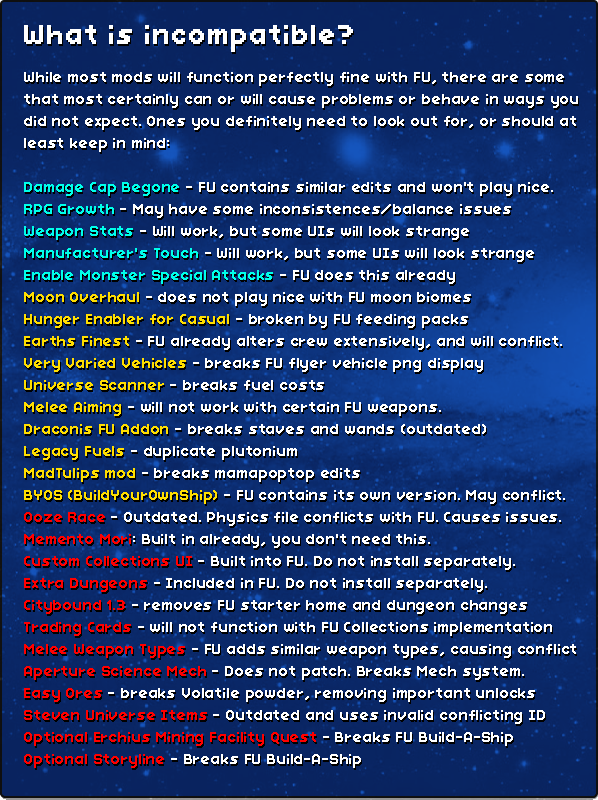 What is incompatible?
While most mods will function perfectly fine with FU, there are some
that most certainly can or will cause problems or behave in ways you
did not expect. Ones you definitely need to look out for, or should at
least keep in mind:
Damage Cap Begone - FU contains similar edits and won't play nice.
RPG Growth - May have some inconsistences/balance issues
Weapon Stats - Will work, but some UIs will look strange
Manufacturer's Touch - Will work, but some UIs will look strange
Enable Monster Special Attacks - FU does this already
Moon Overhaul - does not play nice with FU moon biomes
Hunger Enabler for Casual - broken by FU feeding packs
Earths Finest - FU already alters crew extensively, and will conflict.
Very Varied Vehicles - breaks FU flyer vehicle png display
Universe Scanner - breaks fuel costs
Melee Aiming - will not work with certain FU weapons.
Draconis FU Addon - breaks staves and wands (outdated)
Legacy Fuels - duplicate plutonium
MadTulips mod - breaks mamapoptop edits
BYOS (BuildYourOwnShip) - FU contains its own version. May conflict.
Ooze Race - Outdated. Physics file conflicts with FU. Causes issues.
Memento Mori: Built in already, you don't need this.
Custom Collections UI - Built into FU. Do not install separately.
Extra Dungeons - Included in FU. Do not install separately.
Citybound 1.3 - removes FU starter home and dungeon changes
Trading Cards - will not function with FU Collections implementation
Melee Weapon Types - FU adds similar weapon types, causing conflict
Aperture Science Mech - Does not patch. Breaks Mech system.
Easy Ores - breaks Volatile powder, removing important unlocks
Steven Universe Items - Outdated and uses invalid conflicting ID
Optional Erchius Mining Facility Quest - Breaks FU Build-A-Ship
Optional Storyline - Breaks FU Build-A-Ship